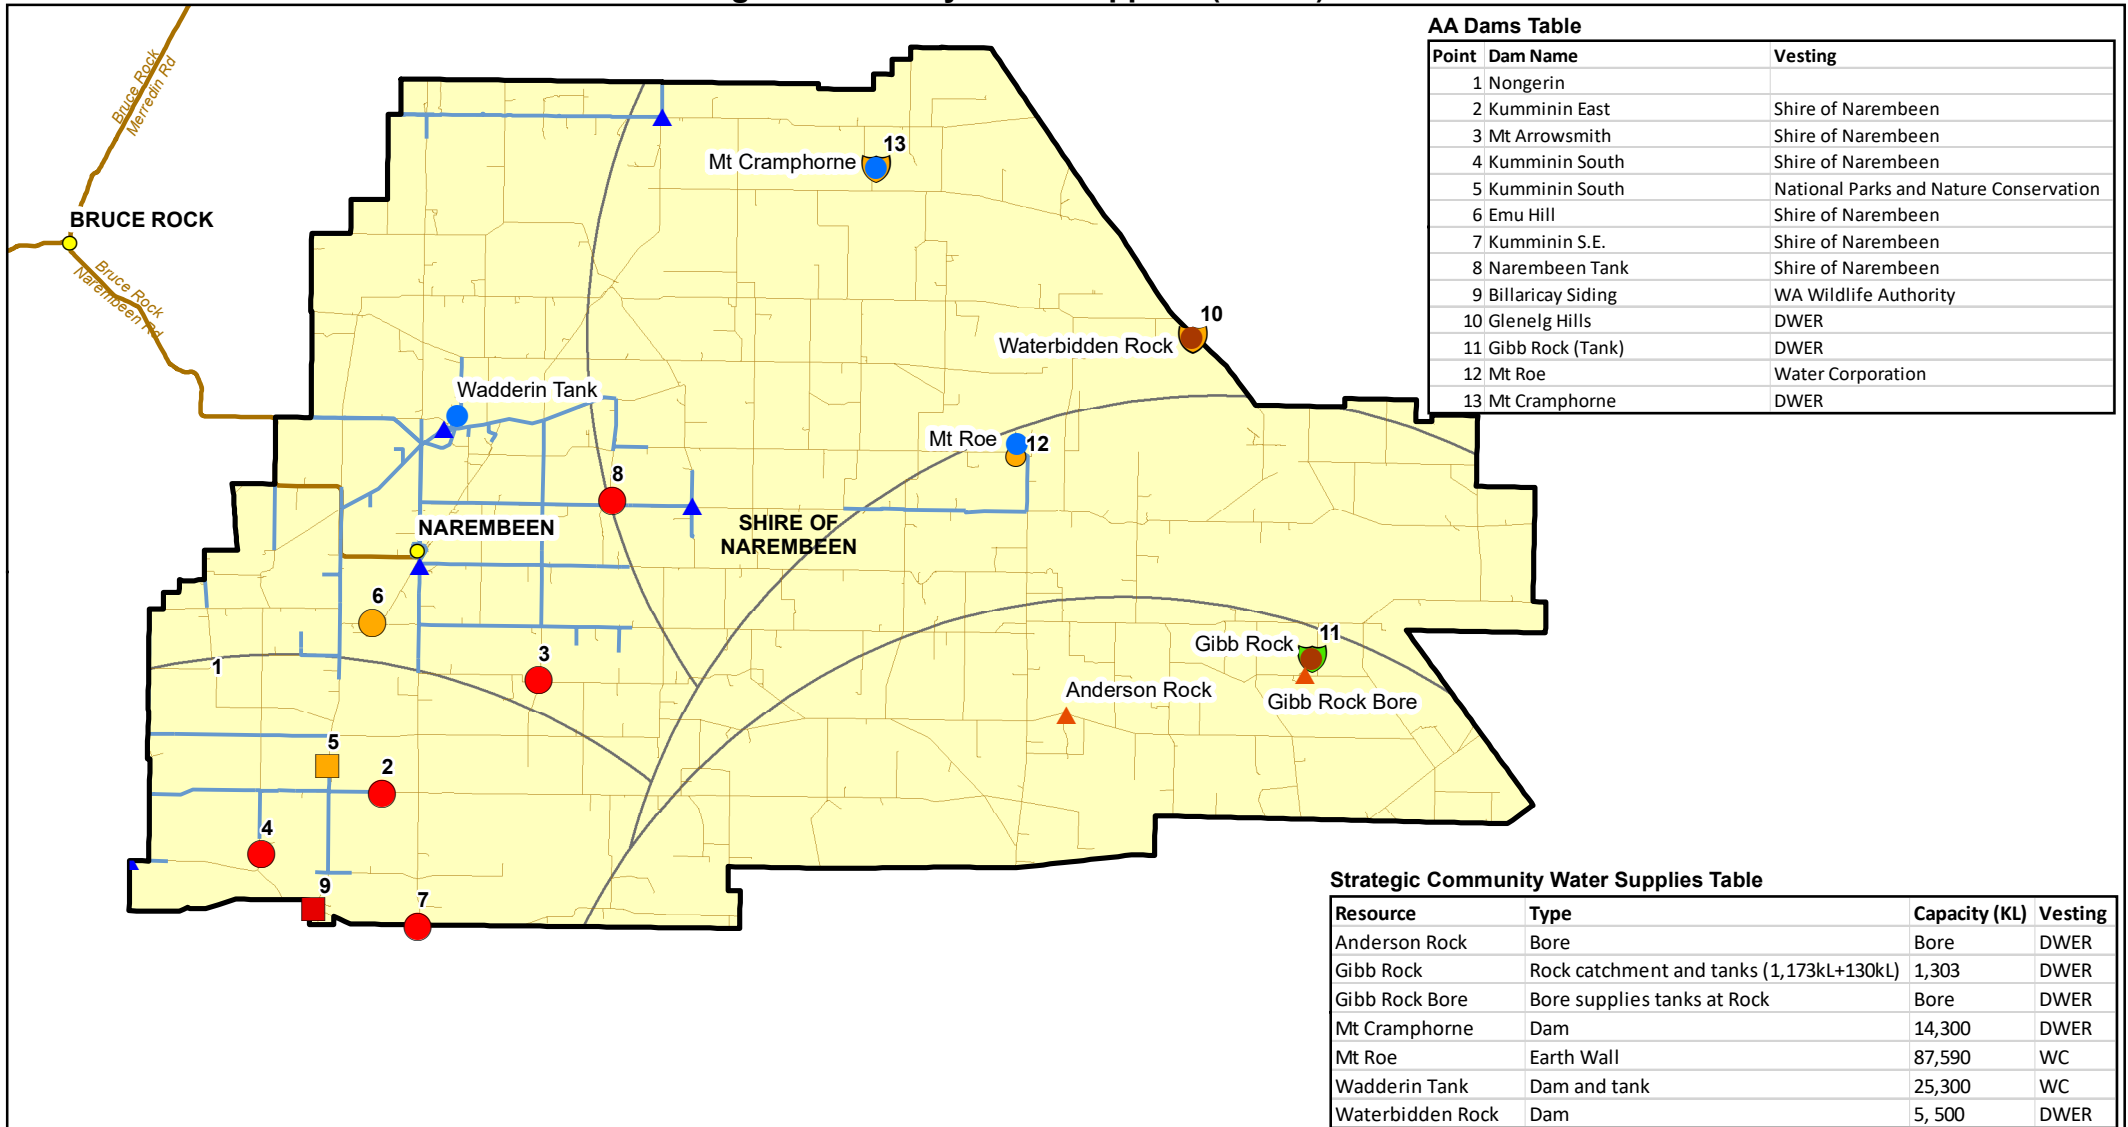 AA Dams Table
Point Dam Name Vesting
1 Nongerin
2 Kumminin East Shire of Narembeen
3 Mt Arrowsmith Shire of Narembeen
4 Kumminin South Shire of Narembeen
5 Kumminin South National Parks and Nature Conservation
6 Emu Hill Shire of Narembeen
7 Kumminin S.E. Shire of Narembeen
8 Narembeen Tank Shire of Narembeen
9 Billaricay Siding WA Wildlife Authority
10 Glenelg Hills DWER
11 Gibb Rock (Tank) DWER
12 Mt Roe Water Corporation
13 Mt Cramphorne DWER
Bruce Rock
Merredin Rd
BRUCE ROCK
Bruce Rock
Narembeen Rd
13
Mt Cramphorne
10
Waterbidden Rock
Wadderin Tank
Mt Roe
12
8
NAREMBEEN
SHIRE OF
NAREMBEEN
6
11
Gibb Rock
3
1
Anderson Rock
Gibb Rock Bore
5
2
4
9
7
Strategic Community Water Supplies Table
Resource Type Capacity (KL) Vesting
Anderson Rock Bore Bore DWER
Gibb Rock Rock catchment and tanks (1,173kL+130kL) 1,303 DWER
Gibb Rock Bore Bore supplies tanks at Rock Bore DWER
Mt Cramphorne Dam 14,300 DWER
Mt Roe Earth Wall 87,590 WC
Wadderin Tank Dam and tank 25,300 WC
Waterbidden Rock Dam 5, 500 DWER